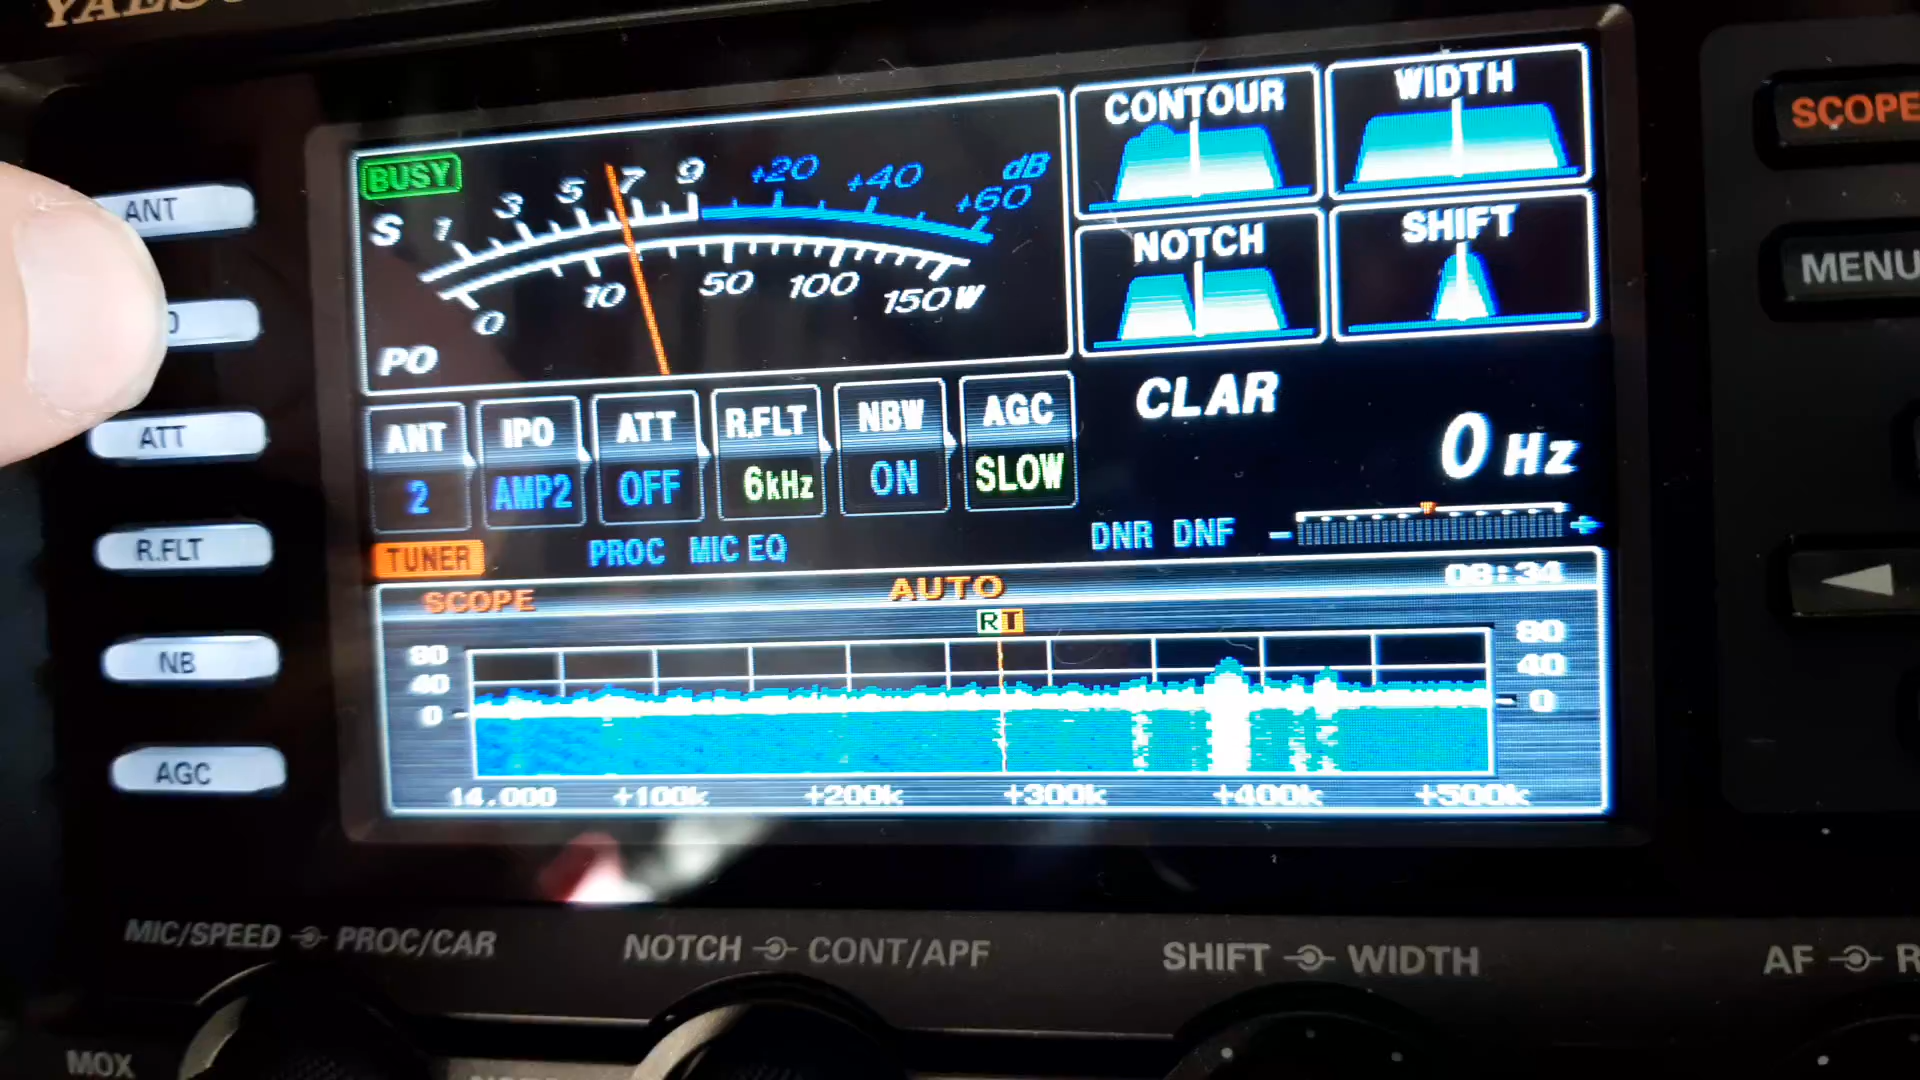 CONTOUR WIDTH
BUSY
S 1 3 5 7 9 +20 +40 +60 dB
ANT
0 10 50 100 150 W
PO
NOTCH SHIFT
SCOPE
MENU
ATT
ANT IPO ATT R.FLT NBW AGC
2 AMP2 OFF 6kHz ON SLOW
CLAR
0 Hz
R.FLT
TUNER PROC MIC EQ DNR DNF - +
SCOPE AUTO 08:34
RT
NB
80 80
40 40
0 0
14.000 +100k +200k +300k +400k +500k
AGC
MIC/SPEED PROC/CAR NOTCH CONT/APF SHIFT WIDTH AF
MOX